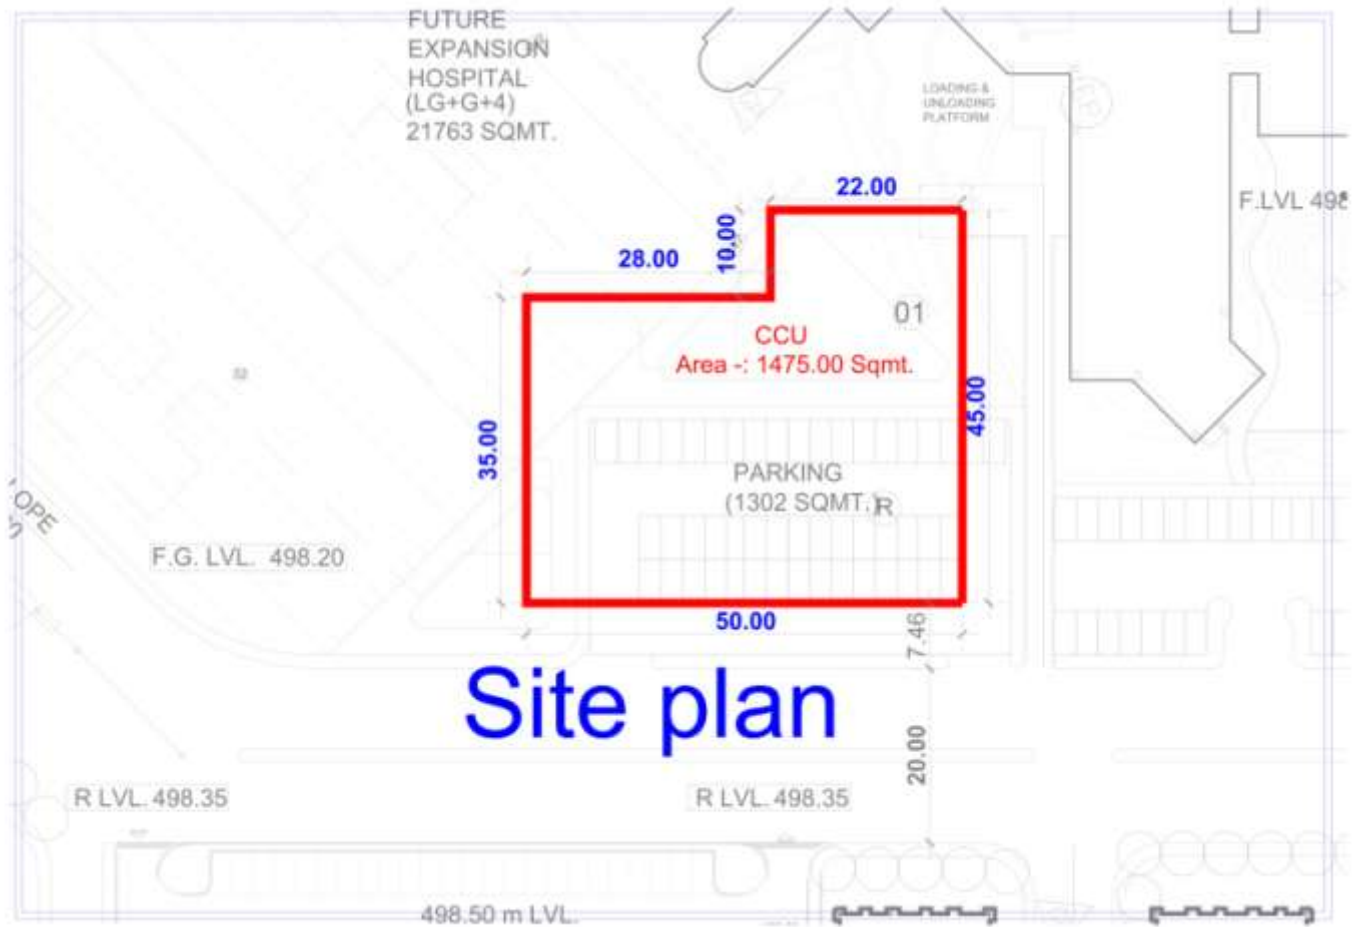 FUTURE
EXPANSION
HOSPITAL
(LG+G+4)
21763 SQMT.
LOADING &
UNLOADING
PLATFORM
22.00
F.LVL
10.00
28.00
01
CCU
Area -: 1475.00 Sqmt.
45.00
35.00
PARKING
(1302 SQMT.)
R
OPE
F.G. LVL. 498.20
50.00
7.46
Site plan
20.00
R LVL. 498.35
R LVL. 498.35
498.50 m LVL.